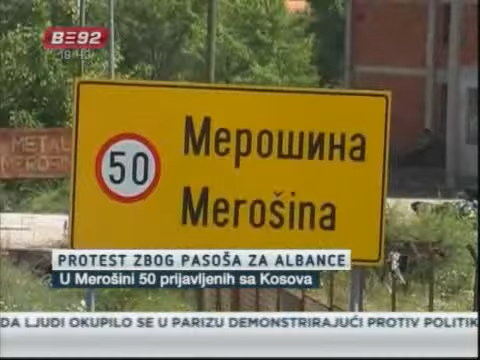 B92
METAL
MEROŠIN
50
Мерошина
Merošina
PROTEST ZBOG PASOŠA ZA ALBANCE
U Merošini 50 prijavljenih sa Kosova
DA LJUDI OKUPILO SE U PARIZU DEMONSTRIRAJUĆI PROTIV POLITIK